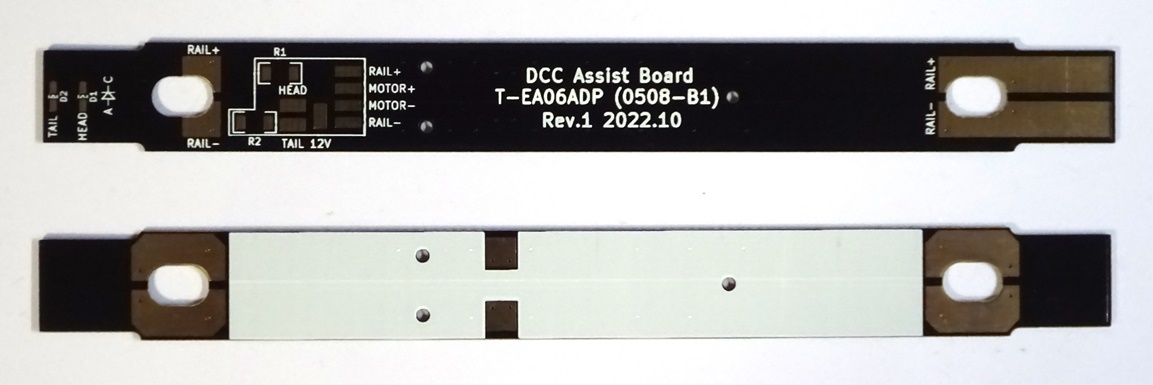 RAIL+
R1
RAIL+
HEAD
MOTOR+
MOTOR-
RAIL-
R2
TAIL 12V
RAIL-
TAIL
D2
HEAD
D1
A
C
DCC Assist Board
T-EA06ADP (0508-B1)
Rev.1 2022.10
RAIL+
RAIL-